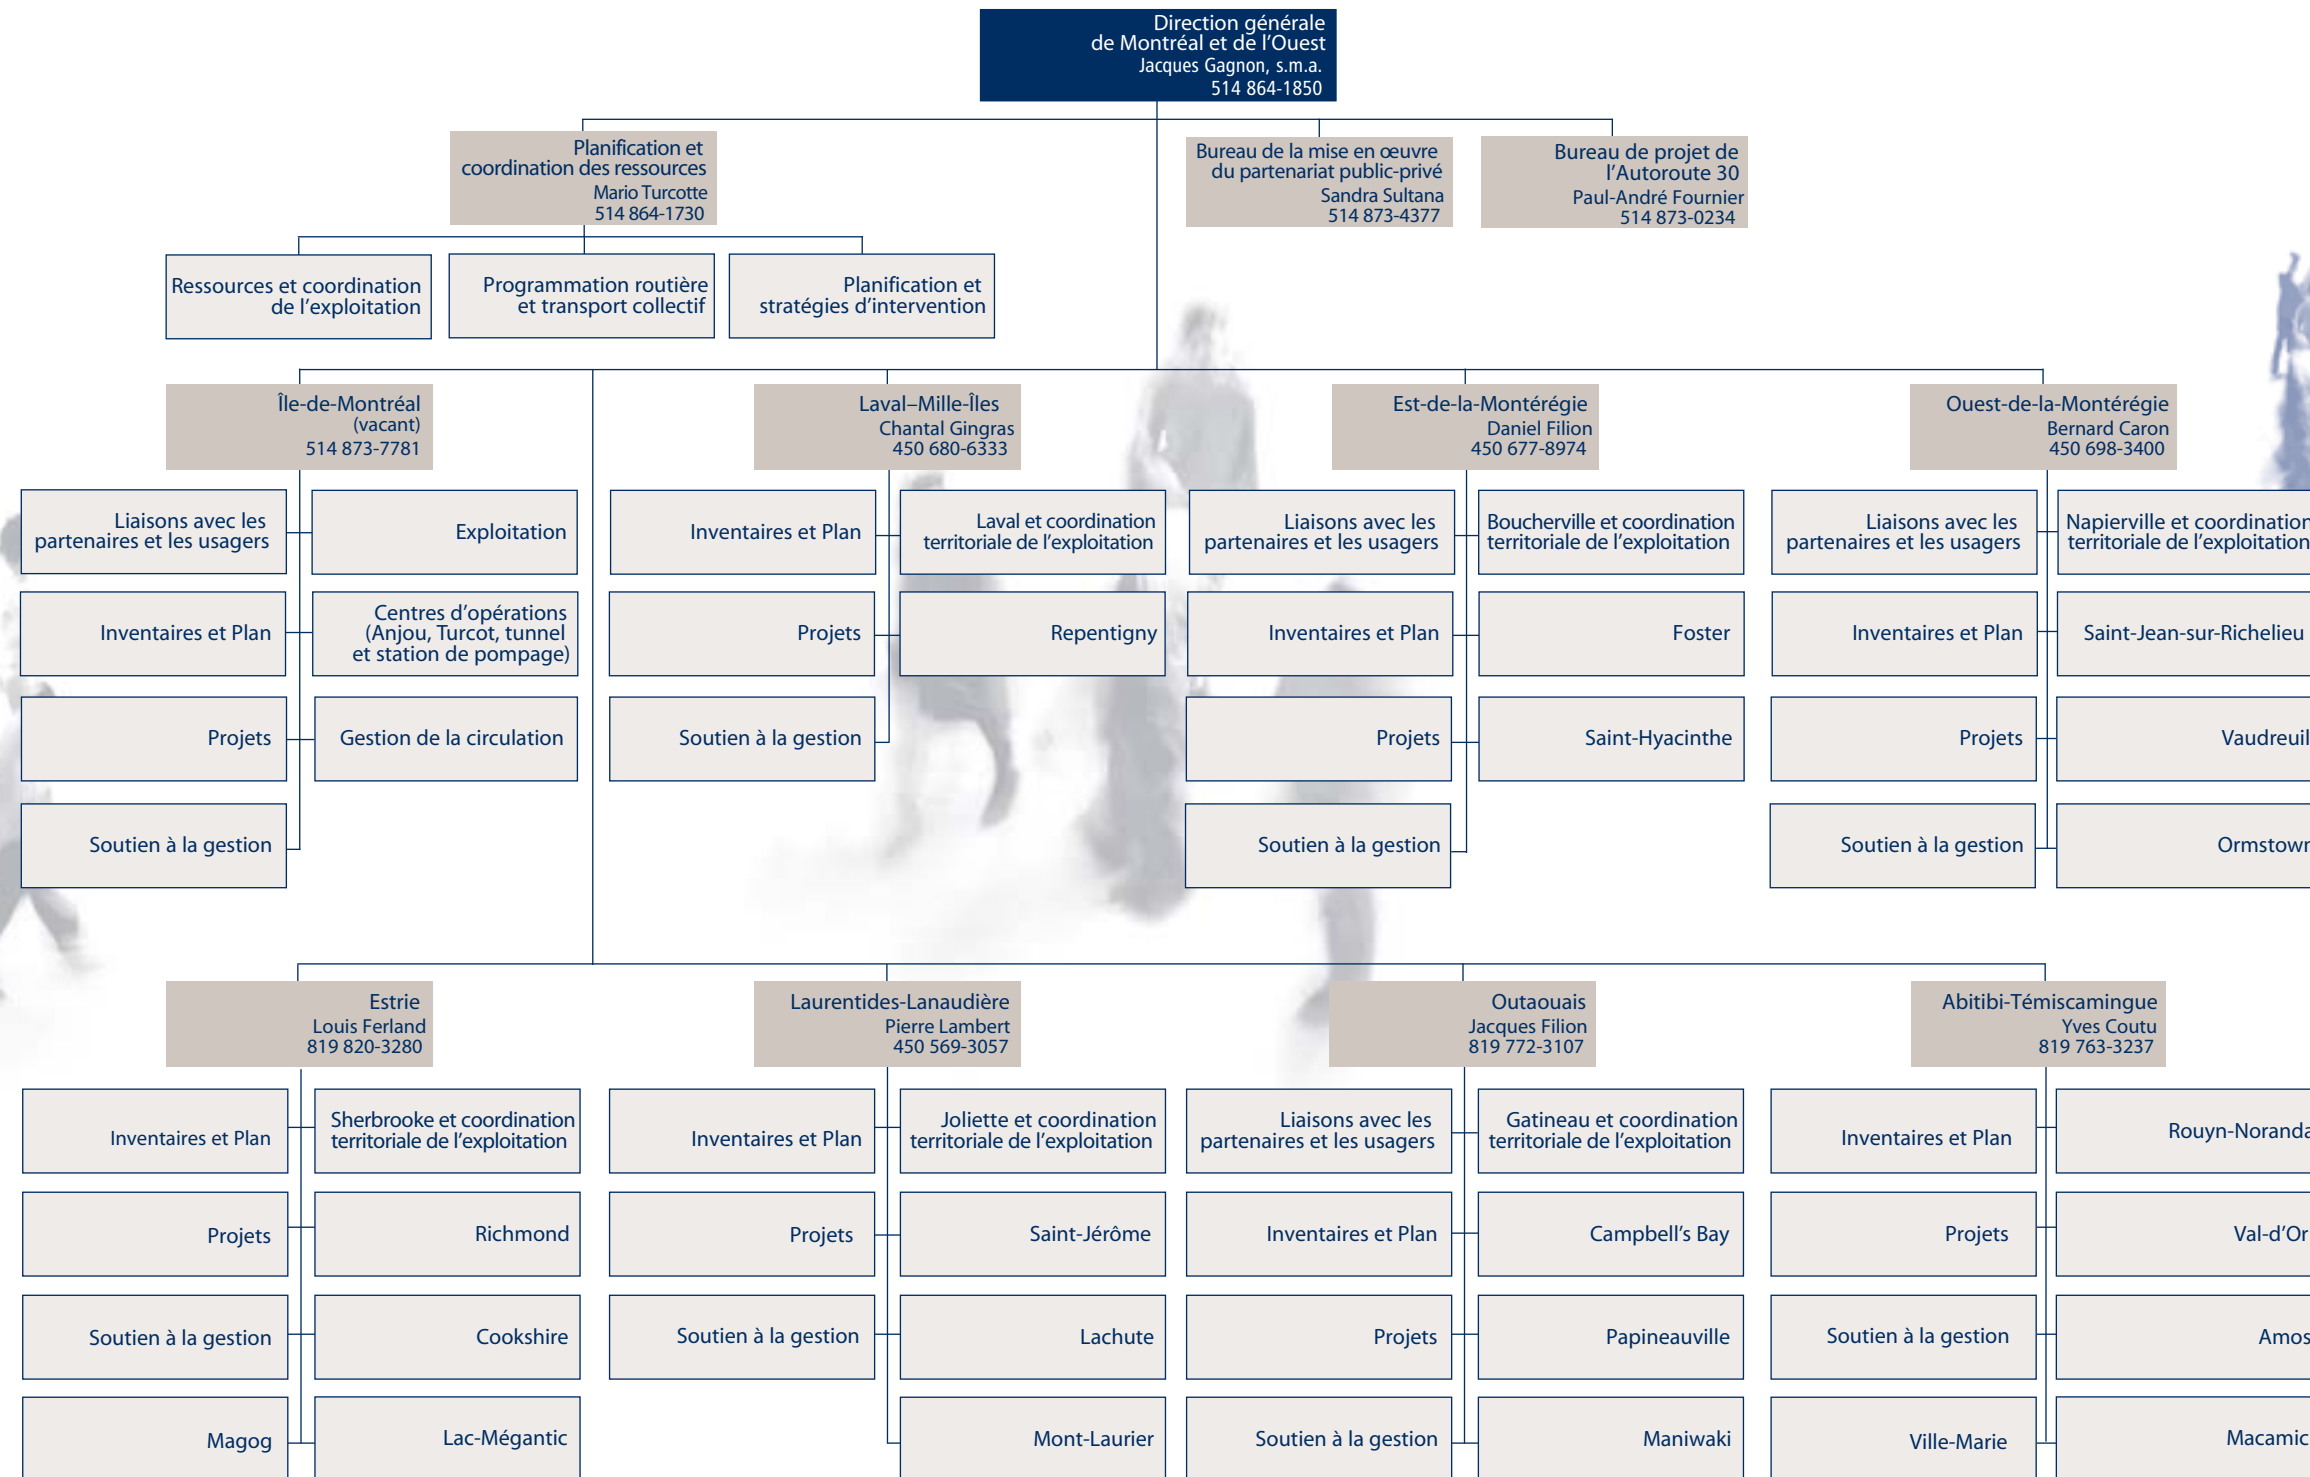 Direction générale
de Montréal et de l'Ouest
Jacques Gagnon, s.m.a.
514 864-1850
Planification et
coordination des ressources
Mario Turcotte
514 864-1730
Bureau de la mise en œuvre
du partenariat public-privé
Sandra Sultana
514 873-4377
Bureau de projet de
l'Autoroute 30
Paul-André Fournier
514 873-0234
Ressources et coordination
de l'exploitation
Programmation routière
et transport collectif
Planification et
stratégies d'intervention
Île-de-Montréal
(vacant)
514 873-7781
Laval–Mille-Îles
Chantal Gingras
450 680-6333
Est-de-la-Montérégie
Daniel Filion
450 677-8974
Ouest-de-la-Montérégie
Bernard Caron
450 698-3400
Liaisons avec les
partenaires et les usagers
Exploitation
Inventaires et Plan
Laval et coordination
territoriale de l'exploitation
Liaisons avec les
partenaires et les usagers
Boucherville et coordination
territoriale de l'exploitation
Liaisons avec les
partenaires et les usagers
Napierville et coordination
territoriale de l'exploitation
Inventaires et Plan
Centres d'opérations
(Anjou, Turcot, tunnel
et station de pompage)
Projets
Repentigny
Inventaires et Plan
Foster
Inventaires et Plan
Saint-Jean-sur-Richelieu
Projets
Gestion de la circulation
Soutien à la gestion
Projets
Saint-Hyacinthe
Projets
Vaudreuil
Soutien à la gestion
Soutien à la gestion
Soutien à la gestion
Ormstown
Estrie
Louis Ferland
819 820-3280
Laurentides-Lanaudière
Pierre Lambert
450 569-3057
Outaouais
Jacques Filion
819 772-3107
Abitibi-Témiscamingue
Yves Coutu
819 763-3237
Inventaires et Plan
Sherbrooke et coordination
territoriale de l'exploitation
Inventaires et Plan
Joliette et coordination
territoriale de l'exploitation
Liaisons avec les
partenaires et les usagers
Gatineau et coordination
territoriale de l'exploitation
Inventaires et Plan
Rouyn-Noranda
Projets
Richmond
Projets
Saint-Jérôme
Inventaires et Plan
Campbell's Bay
Projets
Val-d'Or
Soutien à la gestion
Cookshire
Soutien à la gestion
Lachute
Projets
Papineauville
Soutien à la gestion
Amos
Magog
Lac-Mégantic
Mont-Laurier
Soutien à la gestion
Maniwaki
Ville-Marie
Macamic